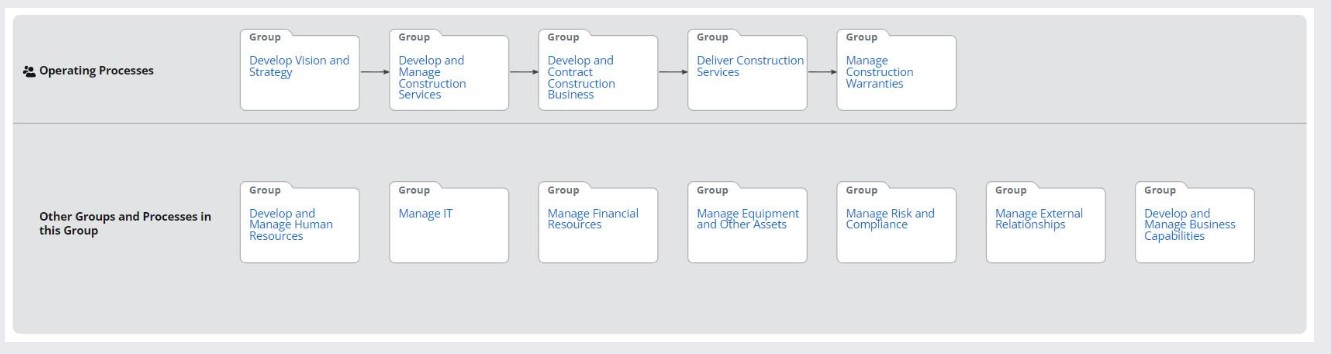 Group
Group
Group
Group
Group
Operating Processes
Develop Vision and
Strategy
Develop and
Manage
Construction
Services
Develop and
Contract
Construction
Business
Deliver Construction
Services
Manage
Construction
Warranties
Group
Group
Group
Group
Group
Group
Group
Other Groups and Processes in
this Group
Develop and
Manage Human
Resources
Manage IT
Manage Financial
Resources
Manage Equipment
and Other Assets
Manage Risk and
Compliance
Manage External
Relationships
Develop and
Manage Business
Capabilities